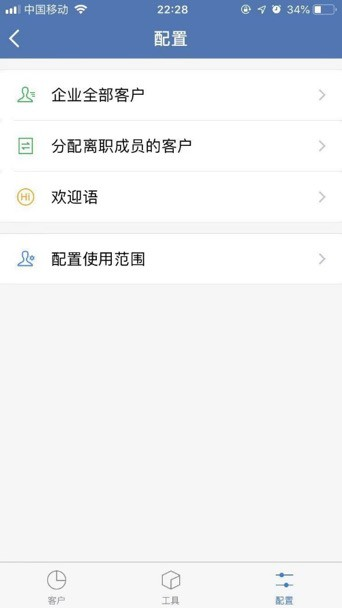 中国移动 22:28 34%
配置
企业全部客户
分配离职成员的客户
HI 欢迎语
配置使用范围
客户 工具 配置